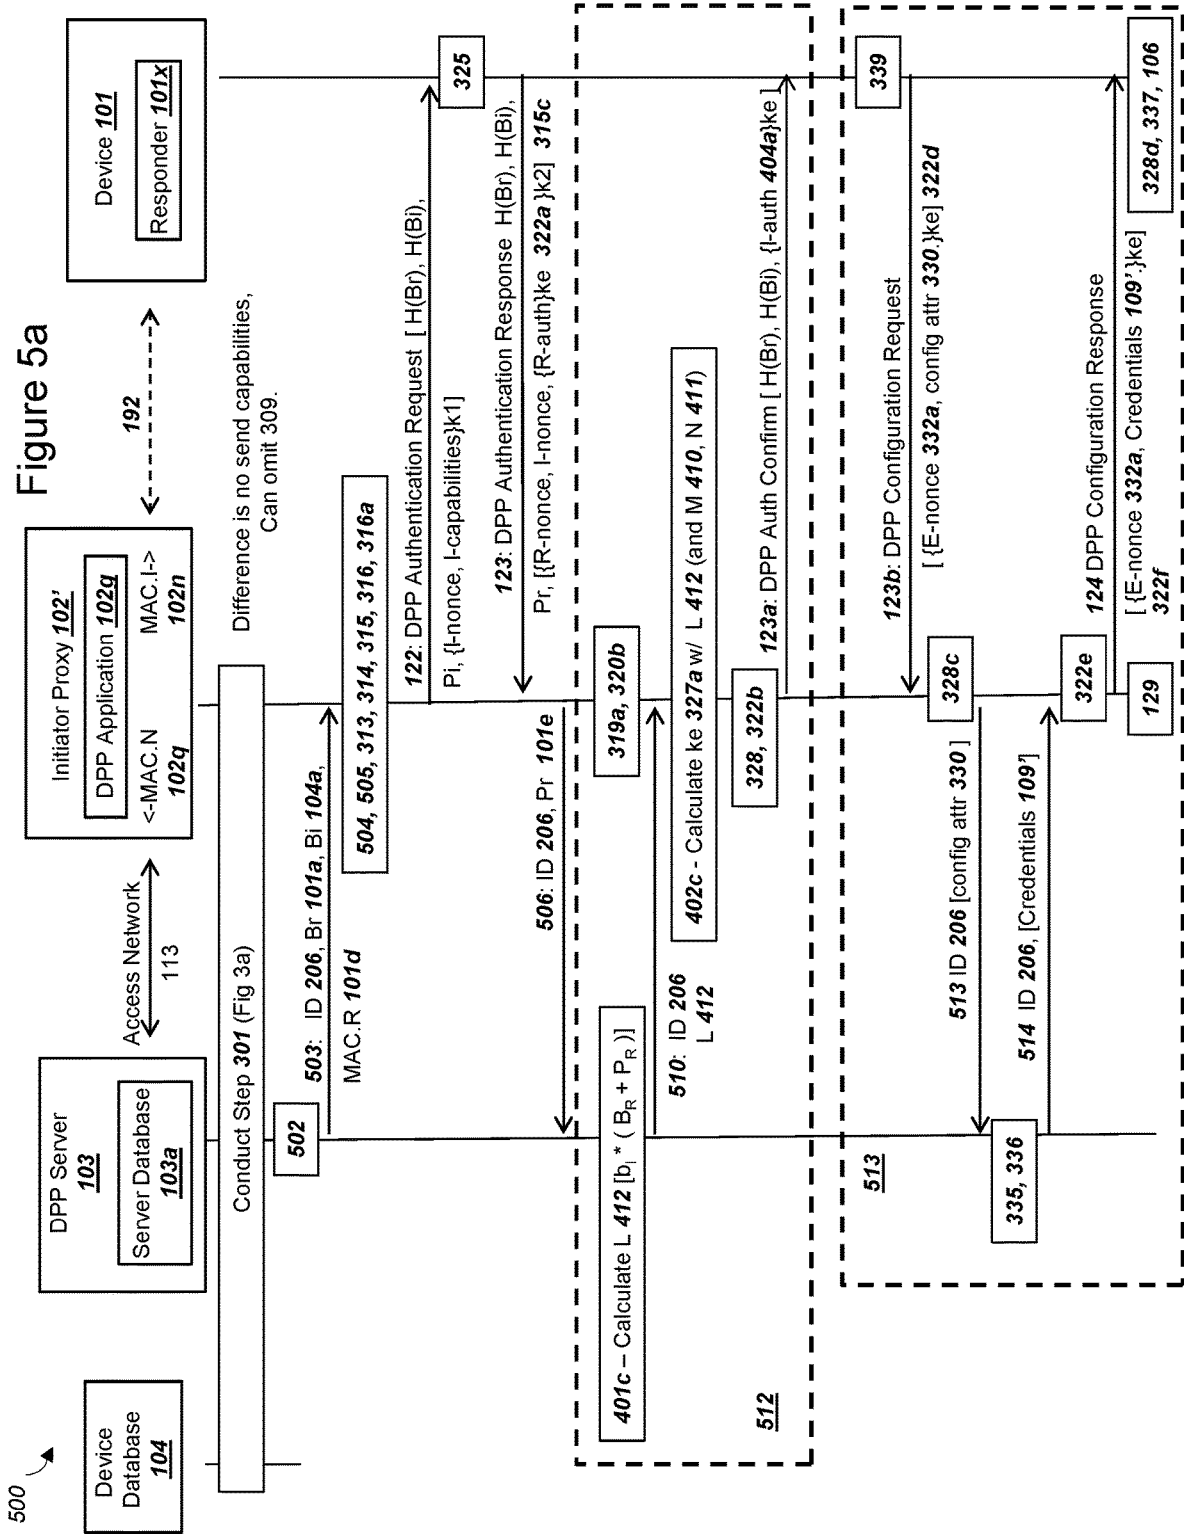 Figure 5a
500
Device
Database
104
DPP Server
103
Server Database
103a
Access Network
113
Initiator Proxy 102'
DPP Application 102q
<-MAC.N
102q
MAC.I->
102n
192
Device 101
Responder 101x
Conduct Step 301 (Fig 3a)
Difference is no send capabilities,
Can omit 309.
502
503: ID 206, Br 101a, Bi 104a,
MAC.R 101d
504, 505, 313, 314, 315, 316, 316a
122: DPP Authentication Request [ H(Br), H(Bi),
Pi, {I-nonce, I-capabilities}k1]
325
123: DPP Authentication Response H(Br), H(Bi),
Pr, [{R-nonce, I-nonce, {R-auth}ke 322a }k2] 315c
506: ID 206, Pr 101e
401c – Calculate L 412 [bI * ( BR + PR )]
319a, 320b
510: ID 206
L 412
402c - Calculate ke 327a w/ L 412 (and M 410, N 411)
328, 322b
123a: DPP Auth Confirm [ H(Br), H(Bi), {I-auth 404a}ke ]
512
513
339
123b: DPP Configuration Request
[ {E-nonce 332a, config attr 330.}ke] 322d
328c
513 ID 206 [config attr 330 ]
335, 336
514 ID 206, [Credentials 109']
322e
124 DPP Configuration Response
[ {E-nonce 332a, Credentials 109'.}ke]
322f
129
328d, 337, 106